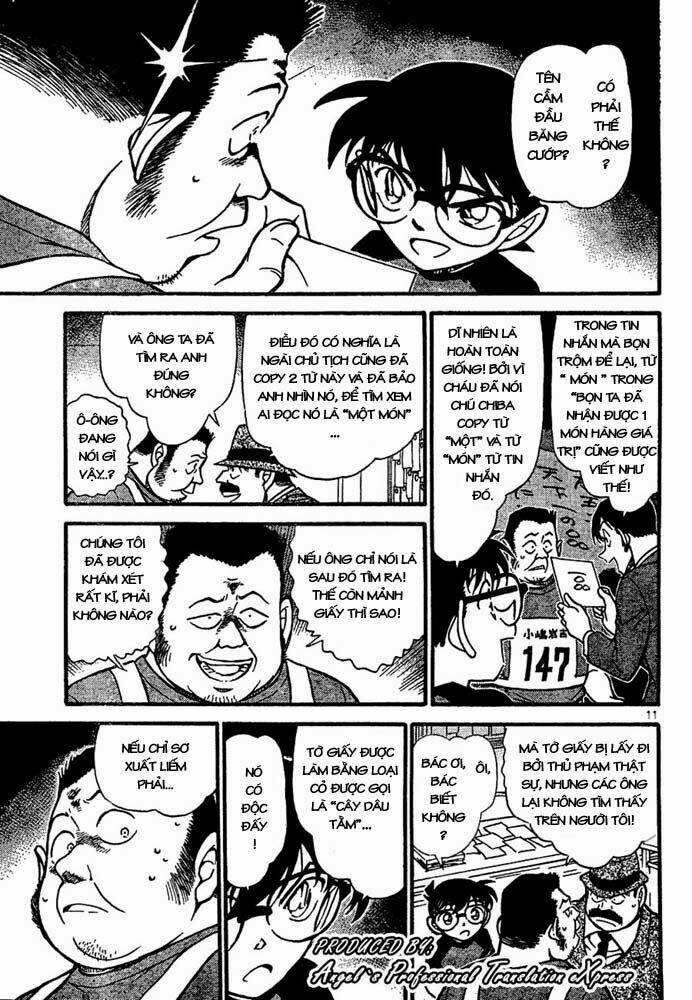 CÓ
PHẢI
THẾ
KHÔNG?
TÊN
CẦM
ĐẦU
BĂNG
CƯỚP?
TRONG TIN
NHẮN MÀ BỌN
TRỘM ĐỂ LẠI, TỪ
“ MÓN ” TRONG
“BỌN TA ĐÃ
NHẬN ĐƯỢC 1
MÓN HÀNG GIÁ
TRỊ” CŨNG ĐƯỢC
VIẾT NHƯ
THẾ!
DĨ NHIÊN LÀ
HOÀN TOÀN
GIỐNG! BỞI VÌ
CHÁU ĐÃ NÓI
CHÚ CHIBA
COPY TỪ
“MỘT” VÀ TỪ
“MÓN” TỪ TIN
NHẮN
ĐÓ.
ĐIỀU ĐÓ CÓ NGHĨA LÀ
NGÀI CHỦ TỊCH CŨNG ĐÃ
COPY 2 TỪ NÀY VÀ ĐÃ BẢO
ANH NHÌN NÓ, ĐỂ TÌM XEM
AI ĐỌC NÓ LÀ “MỘT MÓN”
...
VÀ ÔNG TA ĐÃ
TÌM RA ANH
ĐÚNG
KHÔNG?
Ô-ÔNG
ĐANG
NÓI GÌ
VẬY..?
小嶋岩吉
147
NẾU ÔNG CHỈ NÓI LÀ
SAU ĐÓ TÌM RA!
THẾ CÒN MẢNH
GIẤY THÌ SAO!
CHÚNG TÔI
ĐÃ ĐƯỢC
KHÁM XÉT
RẤT KĨ, PHẢI
KHÔNG NÀO?
11
MÀ TỜ GIẤY BỊ LẤY ĐI
BỞI THỦ PHẠM THẬT
SỰ, NHƯNG CÁC ÔNG
LẠI KHÔNG TÌM THẤY
TRÊN NGƯỜI TÔI!
ÔI,
BÁC ƠI,
BÁC
BIẾT
KHÔNG?
TỜ GIẤY ĐƯỢC
LÀM BẰNG LOẠI
CỎ ĐƯỢC GỌI
LÀ “CÂY DÂU
TẰM”...
NÓ
CÓ
ĐỘC
ĐẤY
!
NẾU CHỈ SƠ
XUẤT LIẾM
PHẢI...
PRODUCED BY:
Angel`s Professional Translation eXpress